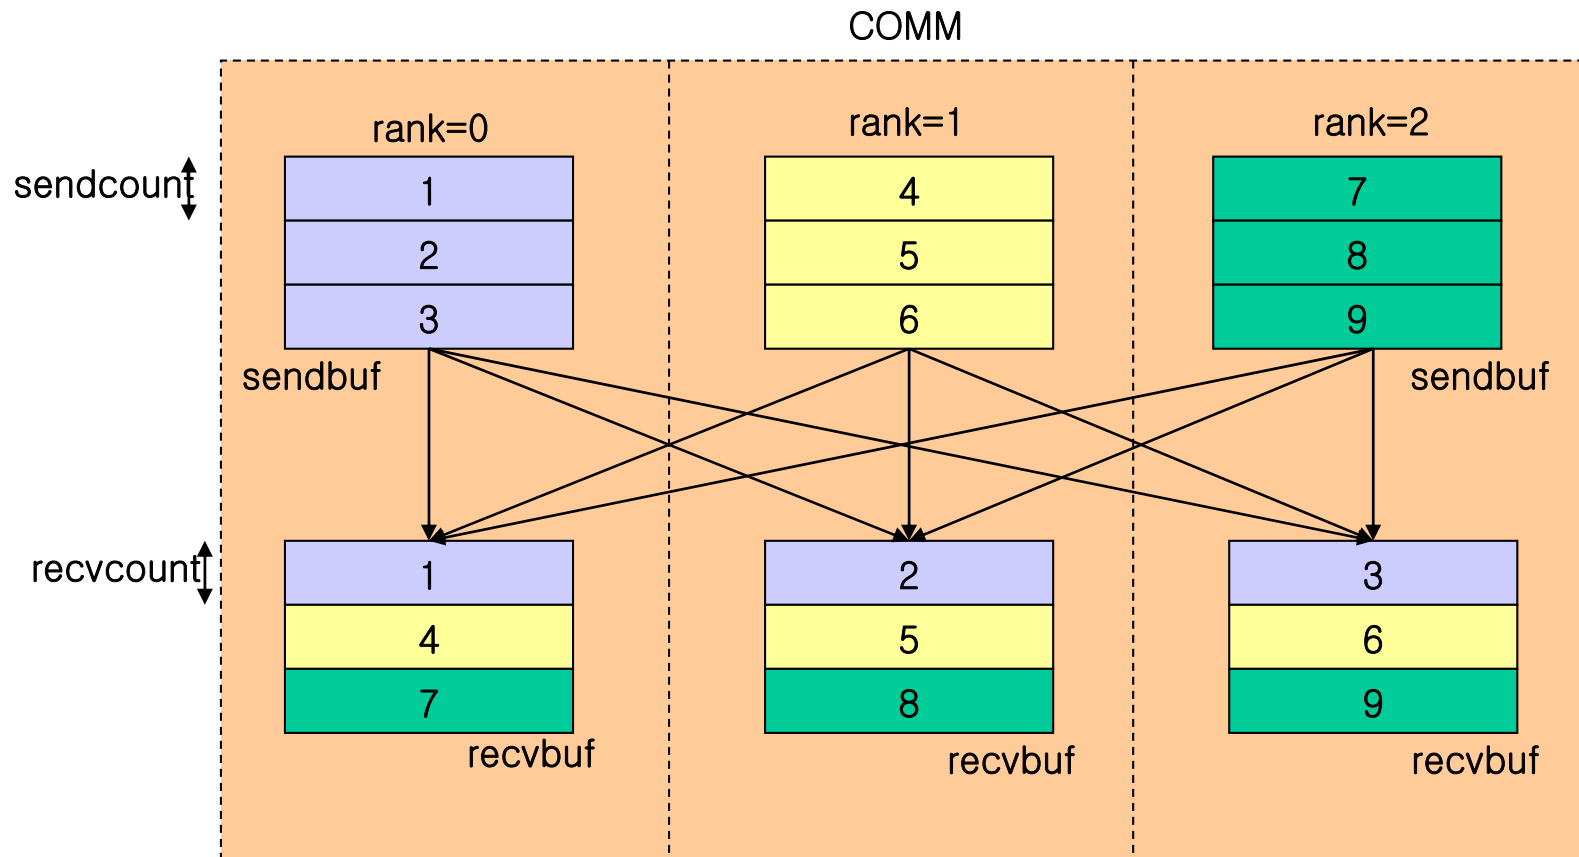 COMM
rank=0
rank=1
rank=2
sendcount
1
4
7
2
5
8
3
6
9
sendbuf
sendbuf
recvcount
1
2
3
4
5
6
7
8
9
recvbuf
recvbuf
recvbuf